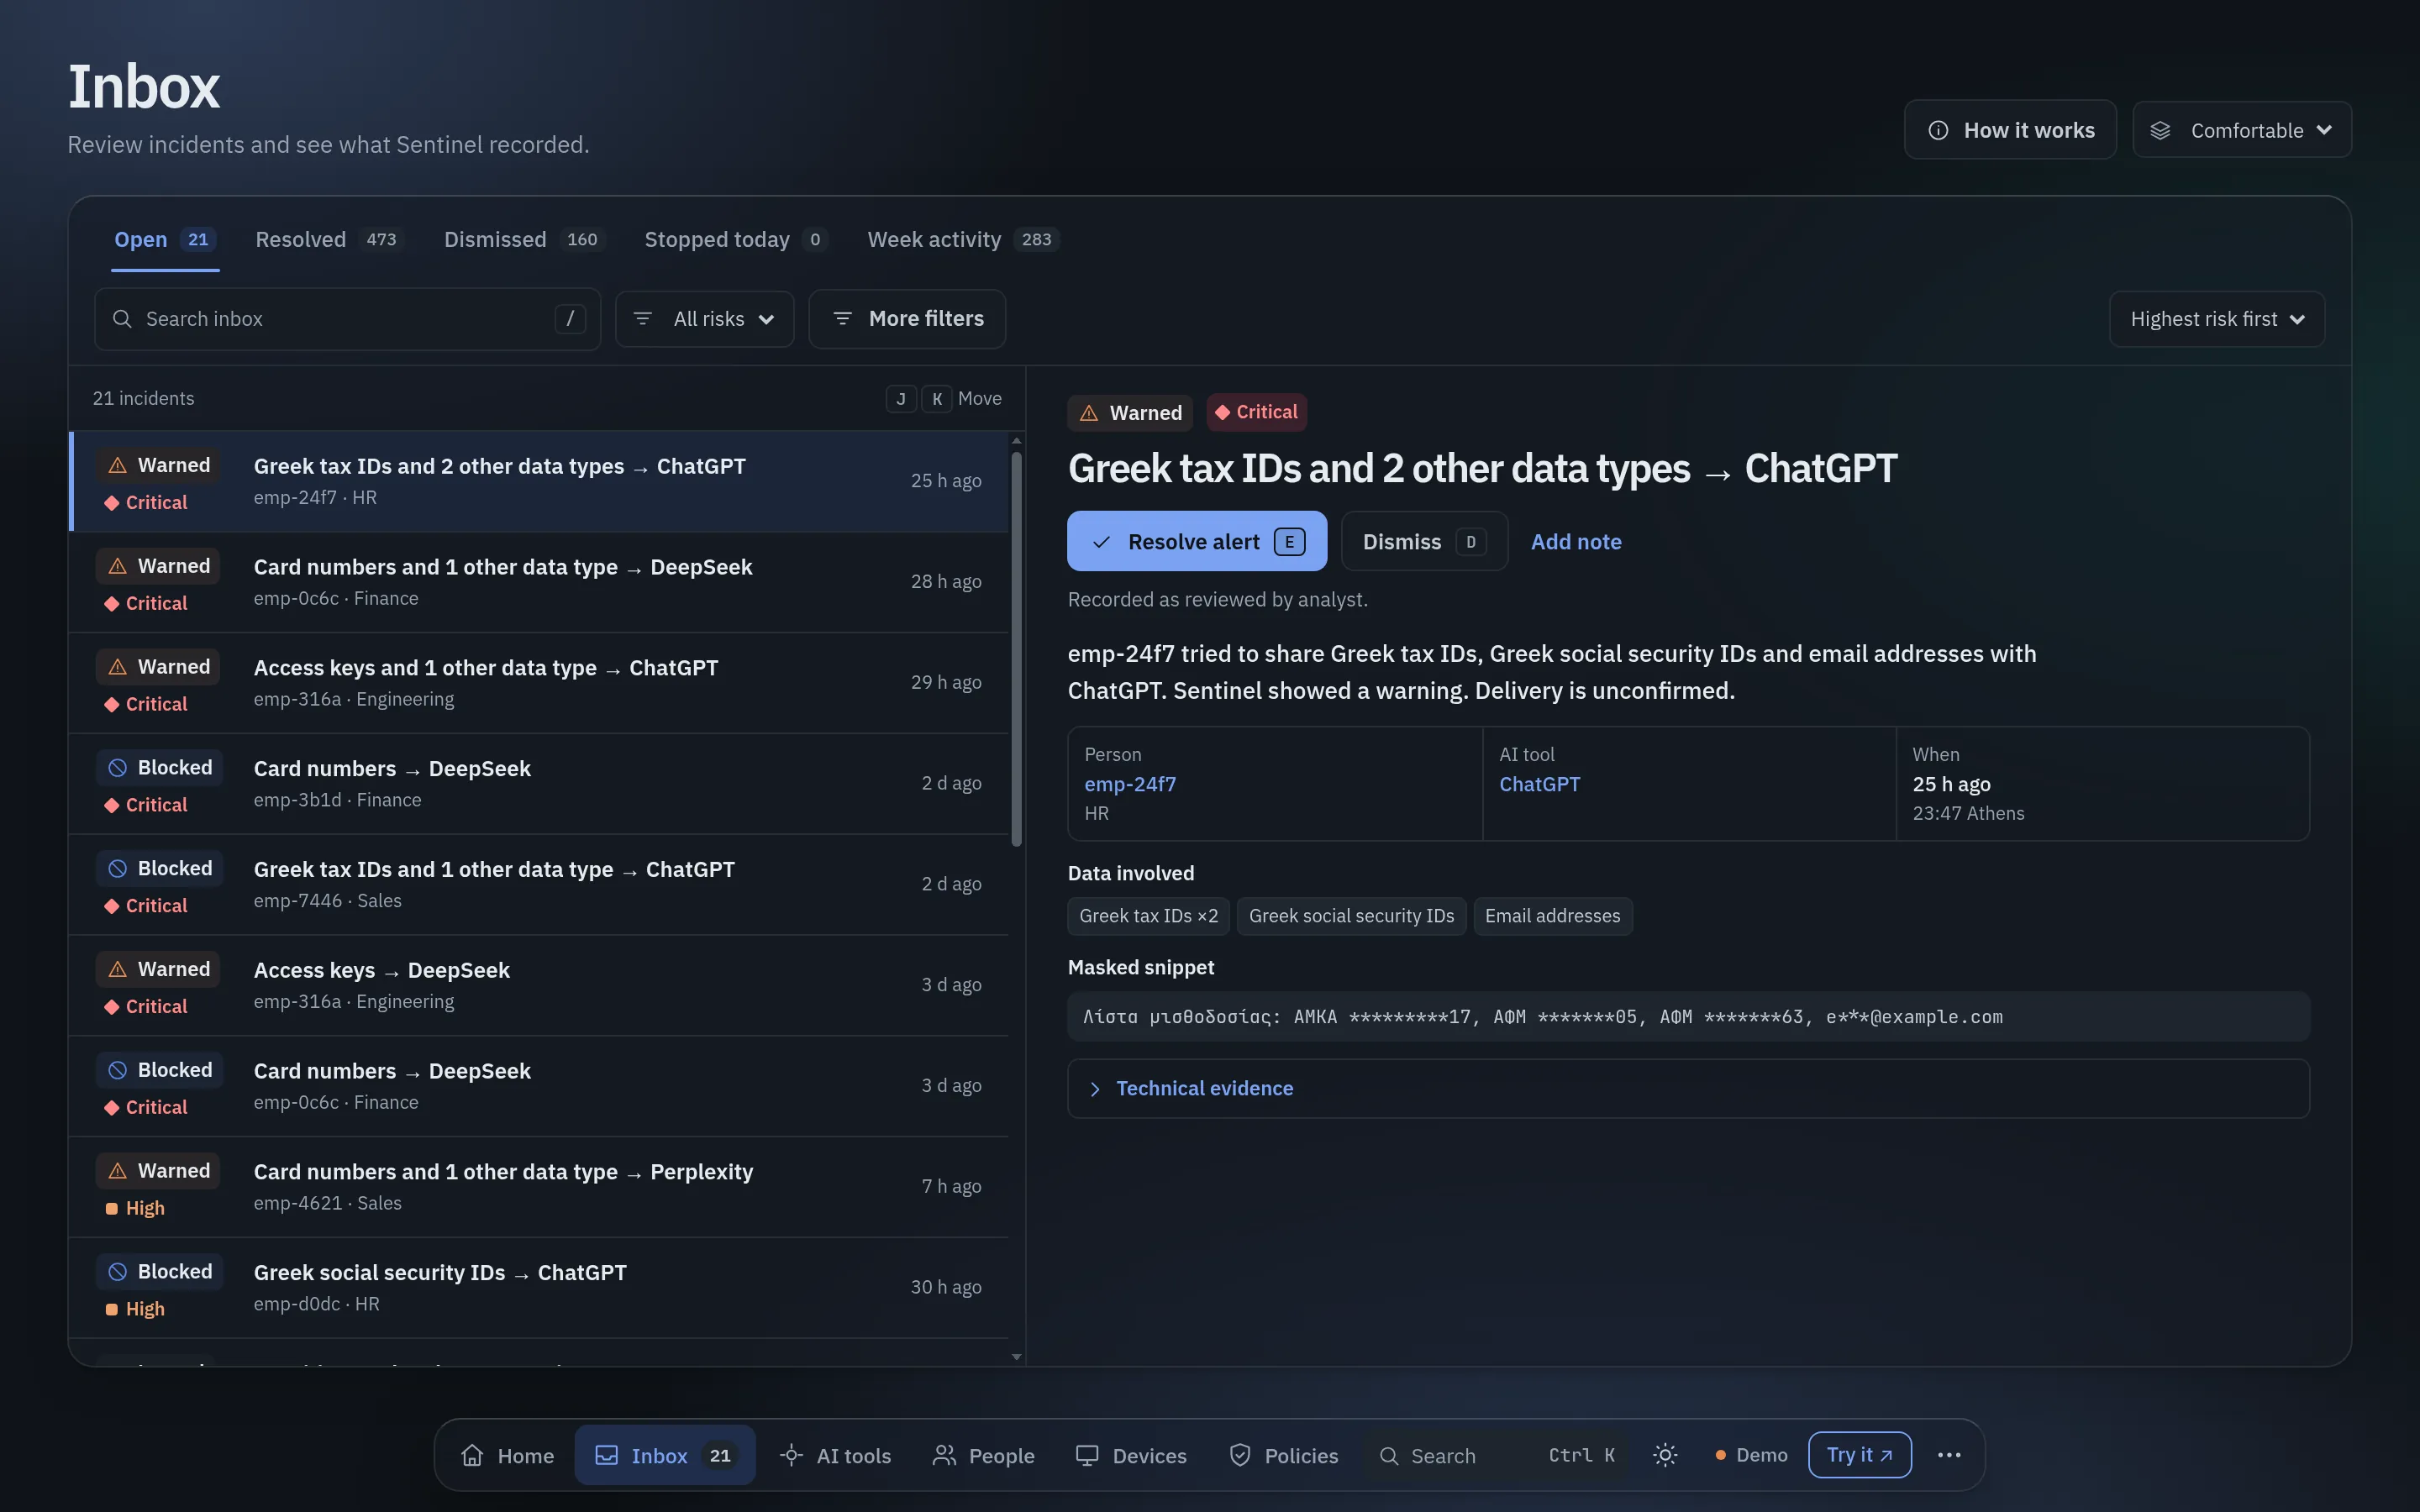 Inbox
Review incidents and see what Sentinel recorded.
How it works
Comfortable
Open 21
Resolved 473
Dismissed 160
Stopped today 0
Week activity 283
Search inbox /
All risks
More filters
Highest risk first
21 incidents
J K Move
Warned
Critical
Greek tax IDs and 2 other data types → ChatGPT
emp-24f7 · HR
25 h ago
Warned
Critical
Card numbers and 1 other data type → DeepSeek
emp-0c6c · Finance
28 h ago
Warned
Critical
Access keys and 1 other data type → ChatGPT
emp-316a · Engineering
29 h ago
Blocked
Critical
Card numbers → DeepSeek
emp-3b1d · Finance
2 d ago
Blocked
Critical
Greek tax IDs and 1 other data type → ChatGPT
emp-7446 · Sales
2 d ago
Warned
Critical
Access keys → DeepSeek
emp-316a · Engineering
3 d ago
Blocked
Critical
Card numbers → DeepSeek
emp-0c6c · Finance
3 d ago
Warned
High
Card numbers and 1 other data type → Perplexity
emp-4621 · Sales
7 h ago
Blocked
High
Greek social security IDs → ChatGPT
emp-d0dc · HR
30 h ago
Warned
Critical
Greek tax IDs and 2 other data types → ChatGPT
Resolve alert E
Dismiss D
Add note
Recorded as reviewed by analyst.
emp-24f7 tried to share Greek tax IDs, Greek social security IDs and email addresses with
ChatGPT. Sentinel showed a warning. Delivery is unconfirmed.
Person
emp-24f7
HR
AI tool
ChatGPT
When
25 h ago
23:47 Athens
Data involved
Greek tax IDs ×2
Greek social security IDs
Email addresses
Masked snippet
Λίστα μισθοδοσίας: ΑΜΚΑ *********17, ΑΦΜ *******05, ΑΦΜ *******63, e***@example.com
Technical evidence
Home
Inbox 21
AI tools
People
Devices
Policies
Search Ctrl K
Demo
Try it ↗